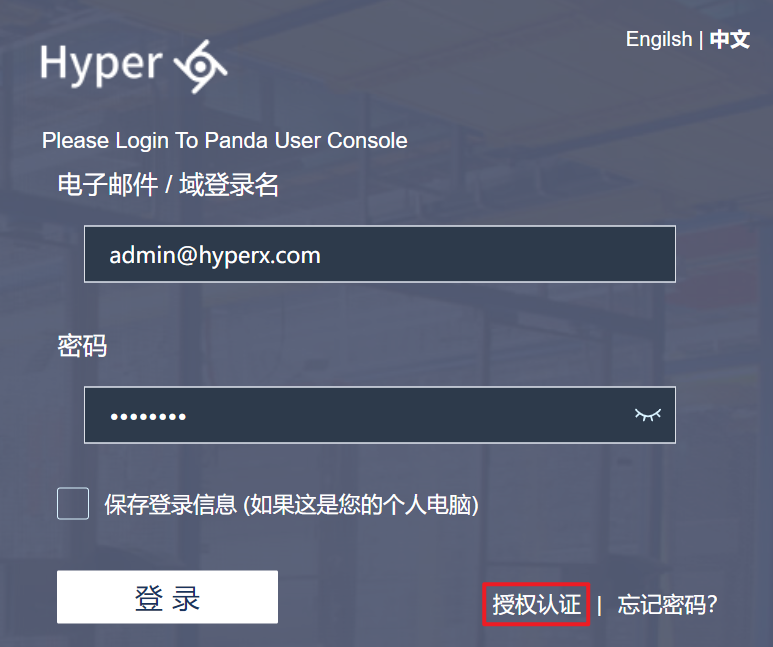 Hyper
Engilsh | 中文
Please Login To Panda User Console
电子邮件 / 域登录名
admin@hyperx.com
密码
••••••••
保存登录信息 (如果这是您的个人电脑)
登 录
授权认证 | 忘记密码?